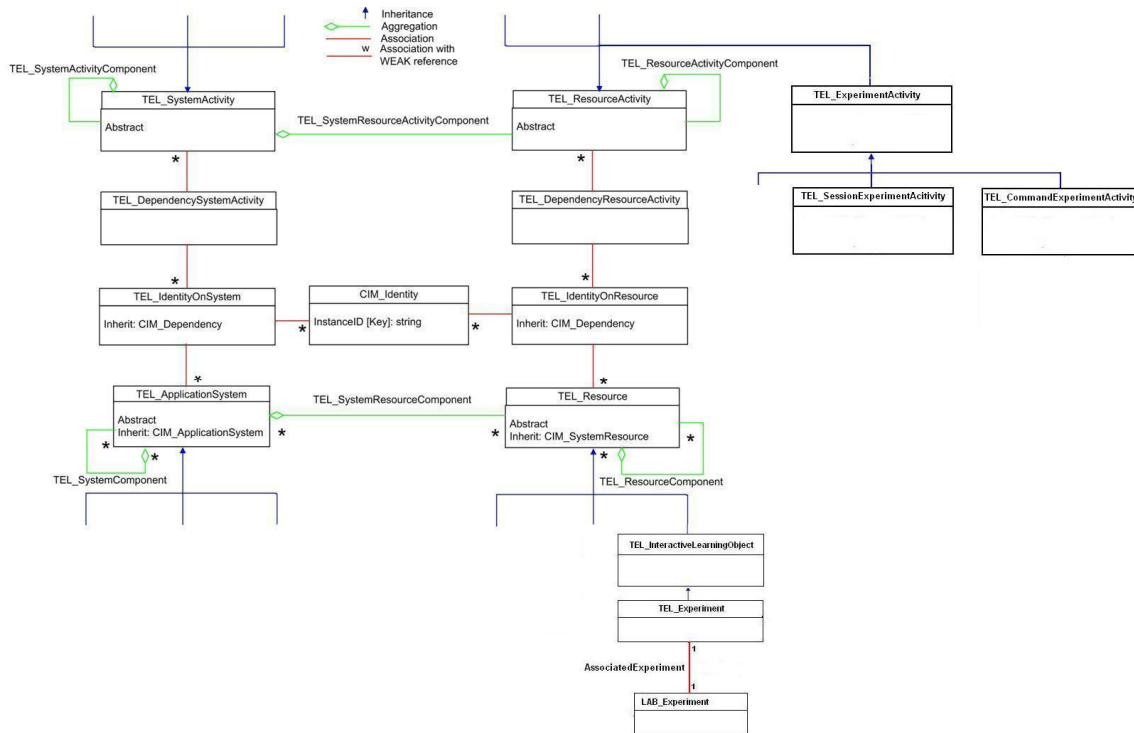 Inheritance
Aggregation
Association
w Association with
WEAK reference
TEL_SystemActivityComponent
TEL_ResourceActivityComponent
TEL_SystemActivity
Abstract
TEL_SystemResourceActivityComponent
TEL_ResourceActivity
Abstract
TEL_ExperimentActivity
*
*
TEL_DependencySystemActivity
TEL_DependencyResourceActivity
TEL_SessionExperimentAcitivity
TEL_CommandExperimentActivity
*
*
TEL_IdentityOnSystem
Inherit: CIM_Dependency
CIM_Identity
InstanceID [Key]: string
TEL_IdentityOnResource
Inherit: CIM_Dependency
*
*
*
*
TEL_ApplicationSystem
Abstract
Inherit: CIM_ApplicationSystem
TEL_SystemResourceComponent
TEL_Resource
Abstract
Inherit: CIM_SystemResource
*
*
*
*
*
*
TEL_SystemComponent
TEL_ResourceComponent
TEL_InteractiveLearningObject
TEL_Experiment
1
AssociatedExperiment
1
LAB_Experiment